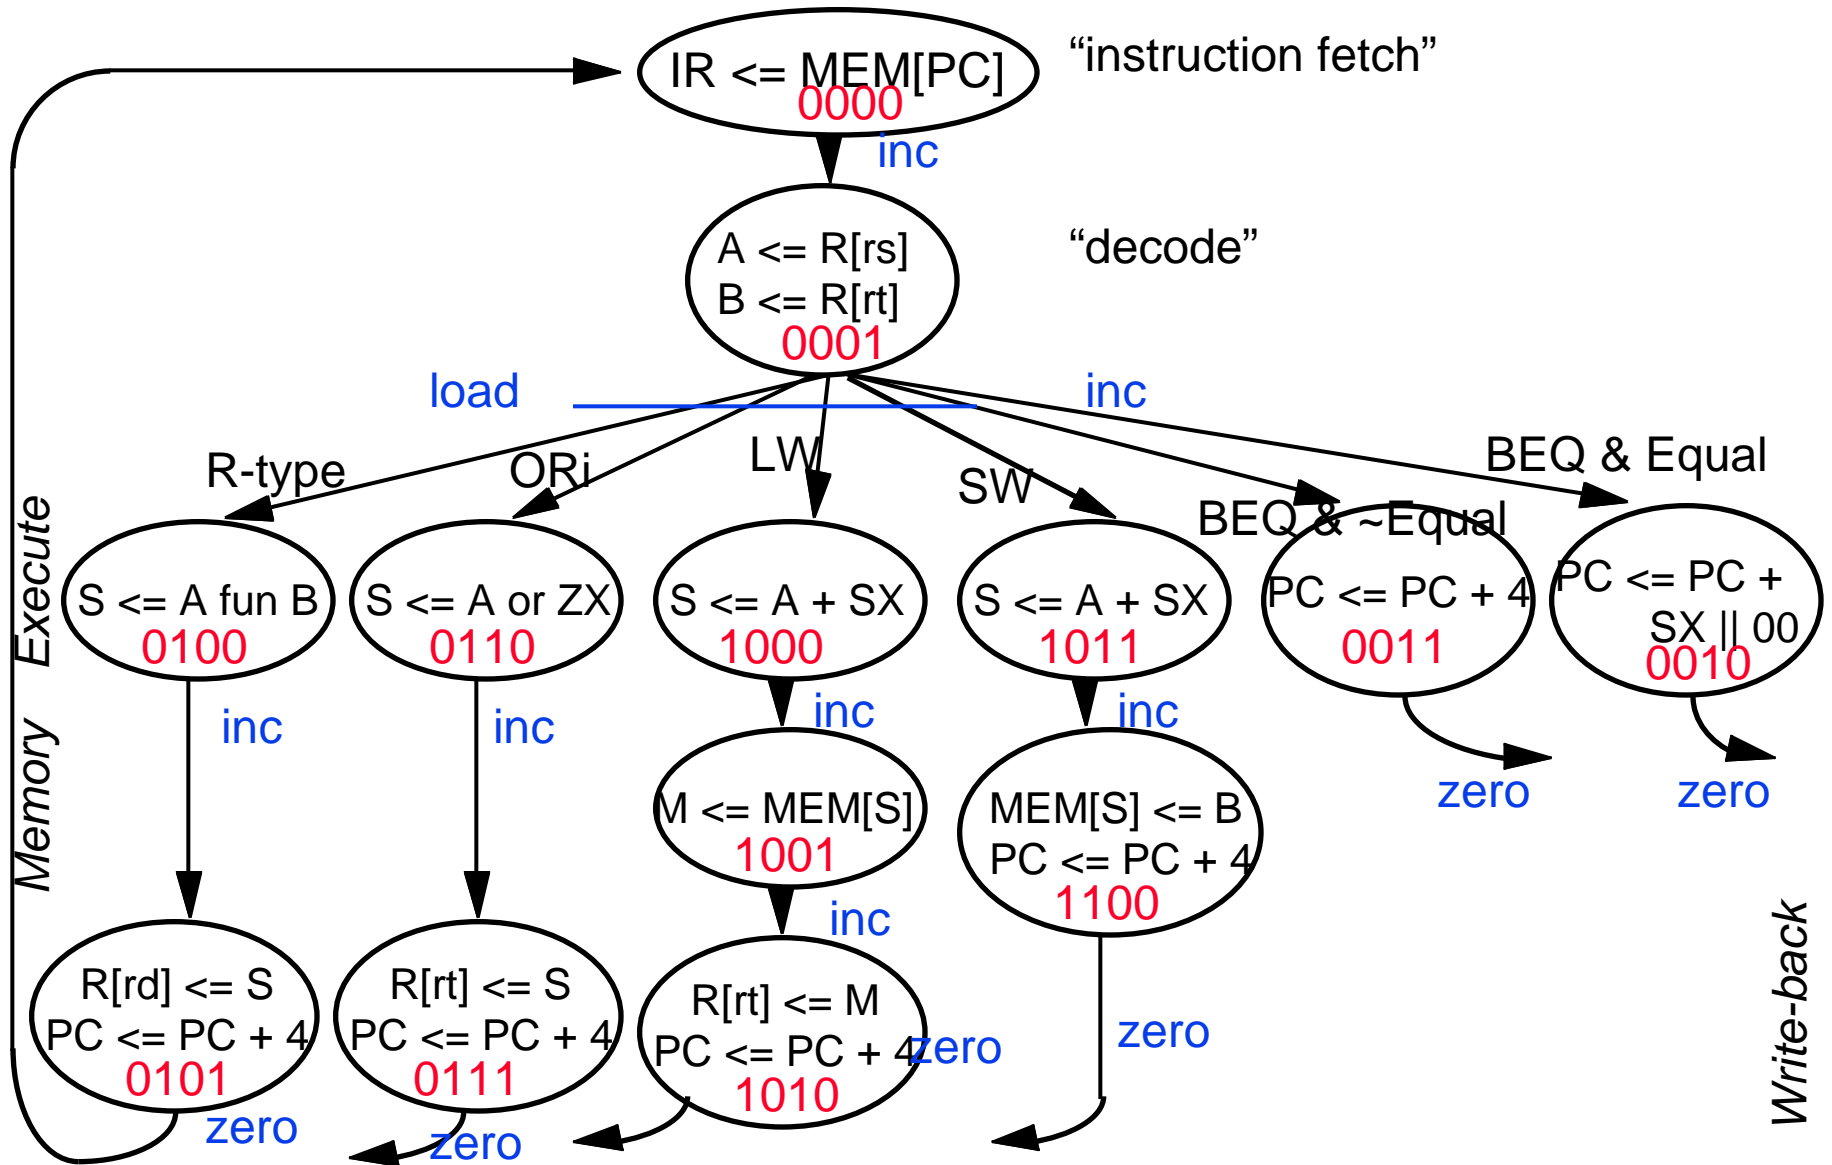 IR <= MEM[PC]
“instruction fetch”
0000
inc
A <= R[rs]
“decode”
B <= R[rt]
0001
load
inc
R-type
ORi
LW
SW
BEQ & ~Equal
BEQ & Equal
Execute
S <= A fun B
0100
S <= A or ZX
0110
S <= A + SX
1000
S <= A + SX
1011
PC <= PC + 4
0011
PC <= PC +
SX || 00
0010
inc
inc
inc
inc
zero
zero
Memory
M <= MEM[S]
1001
MEM[S] <= B
PC <= PC + 4
1100
inc
R[rd] <= S
PC <= PC + 4
0101
R[rt] <= S
PC <= PC + 4
0111
R[rt] <= M
PC <= PC + 4
1010
zero
zero
zero
zero
Write-back